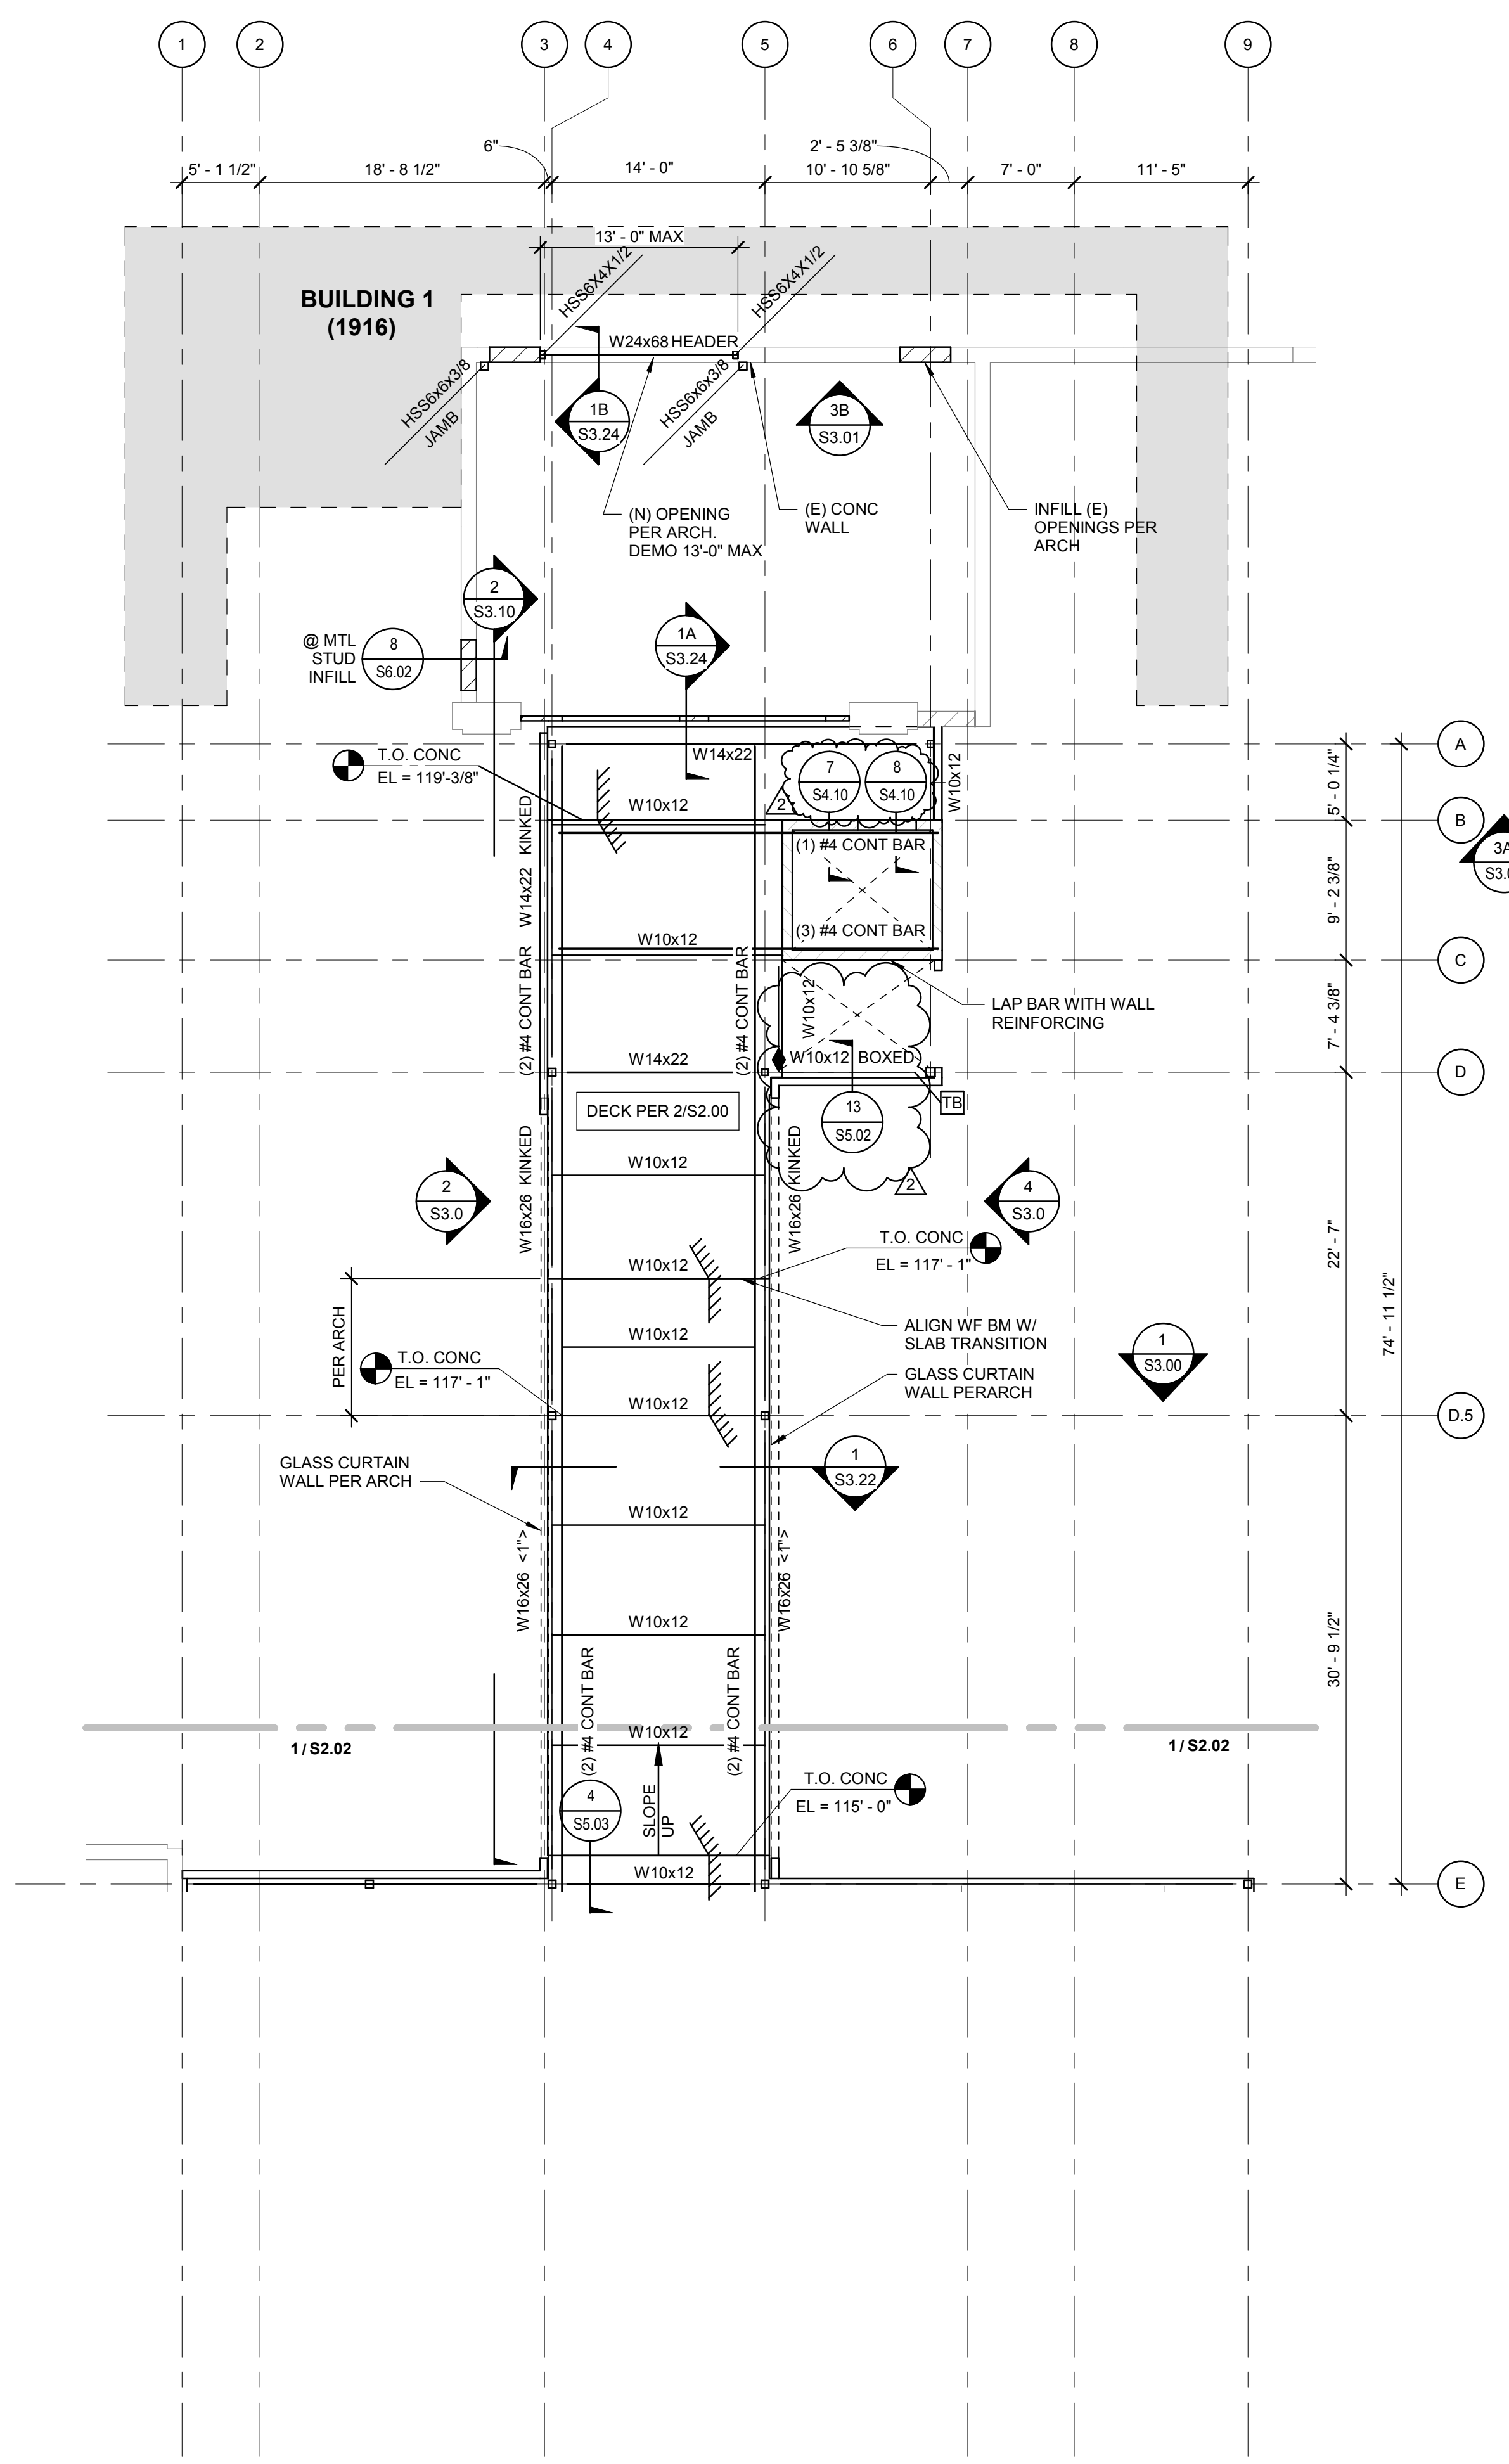 1
2
3
4
5
6
7
8
9
6"
2' - 5 3/8"
5' - 1 1/2"
18' - 8 1/2"
14' - 0"
10' - 10 5/8"
7' - 0"
11' - 5"
13' - 0" MAX
BUILDING 1
(1916)
HSS6X4X1/2
HSS6X4X1/2
W24x68 HEADER
HSS6x6x3/8
JAMB
HSS6x6x3/8
JAMB
1B
S3.24
3B
S3.01
(N) OPENING
PER ARCH.
DEMO 13'-0" MAX
(E) CONC
WALL
INFILL (E)
OPENINGS PER
ARCH
2
S3.10
@ MTL
STUD
INFILL
8
S6.02
1A
S3.24
A
T.O. CONC
EL = 119'-3/8"
W14x22
7
S4.10
8
S4.10
W10x12
5' - 0 1/4"
2
W10x12
B
(1) #4 CONT BAR
W14x22 KINKED
3A
9' - 2 3/8"
(3) #4 CONT BAR
W10x12
C
(2) #4 CONT BAR
(2) #4 CONT BAR
W10x12
LAP BAR WITH WALL
REINFORCING
7' - 4 3/8"
W14x22
W10x12 BOXED
D
TB
DECK PER 2/S2.00
13
S5.02
W10x12
2
W16x26 KINKED
W16x26 KINKED
2
S3.0
4
S3.0
22' - 7"
T.O. CONC
EL = 117' - 1"
W10x12
PER ARCH
ALIGN WF BM W/
SLAB TRANSITION
W10x12
74' - 11 1/2"
1
S3.00
T.O. CONC
EL = 117' - 1"
GLASS CURTAIN
WALL PERARCH
W10x12
D.5
GLASS CURTAIN
WALL PER ARCH
1
S3.22
W10x12
W16x26 <1">
W16x26 <1">
W10x12
30' - 9 1/2"
(2) #4 CONT BAR
(2) #4 CONT BAR
W10x12
1 / S2.02
1 / S2.02
T.O. CONC
EL = 115' - 0"
4
S5.03
SLOPE
UP
W10x12
E